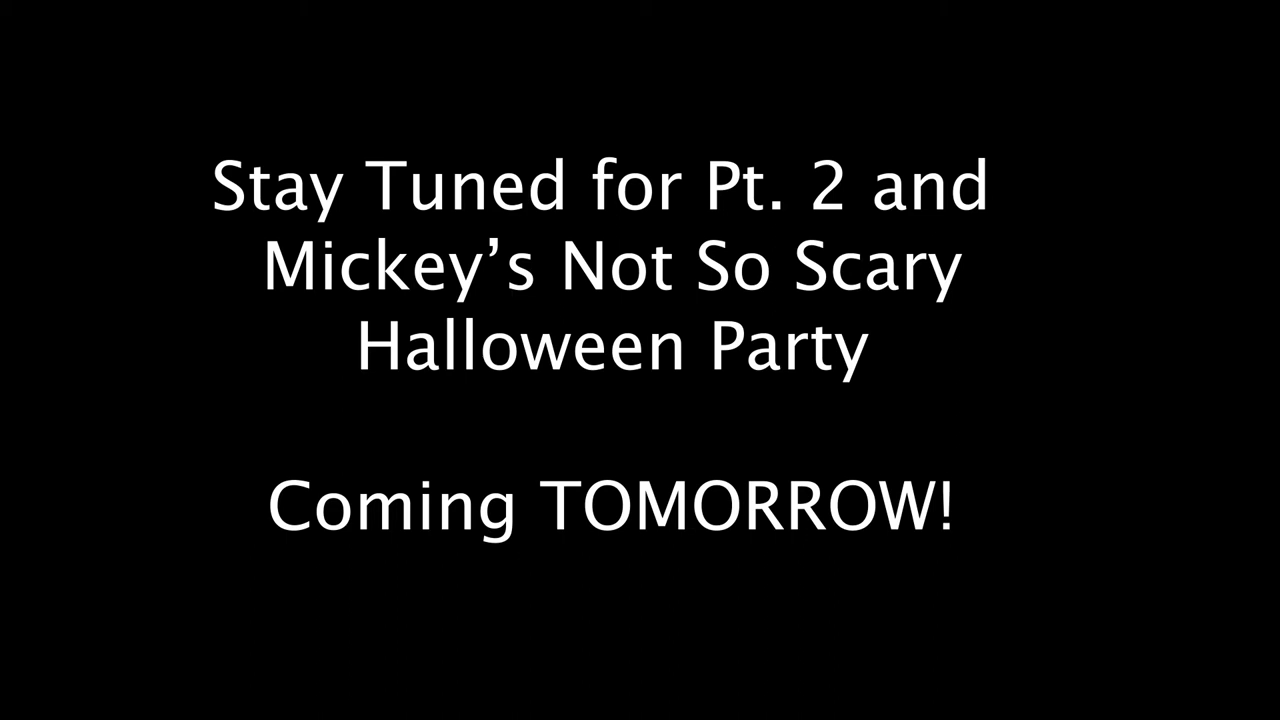 Stay Tuned for Pt. 2 and
Mickey’s Not So Scary
Halloween Party
Coming TOMORROW!